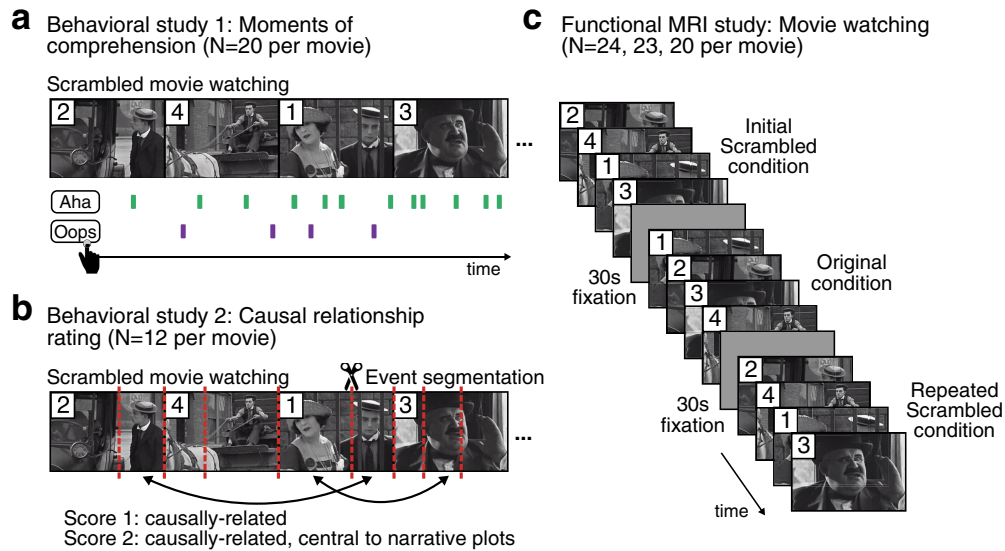 a Behavioral study 1: Moments of
comprehension (N=20 per movie)
Scrambled movie watching
2 4 1 3
...
Aha
Oops
time
b Behavioral study 2: Causal relationship
rating (N=12 per movie)
Scrambled movie watching Event segmentation
2 4 1 3
...
Score 1: causally-related
Score 2: causally-related, central to narrative plots
c Functional MRI study: Movie watching
(N=24, 23, 20 per movie)
2
4
1
3
Initial
Scrambled
condition
30s
fixation
1
2
3
4
Original
condition
30s
fixation
2
4
1
3
Repeated
Scrambled
condition
time